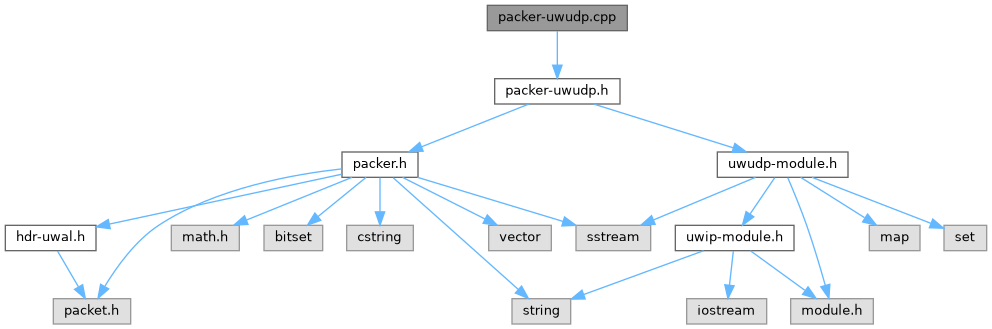 packer-uwudp.cpp
packer-uwudp.h
packer.h
uwudp-module.h
hdr-uwal.h
math.h
bitset
cstring
vector
sstream
uwip-module.h
map
set
packet.h
string
iostream
module.h